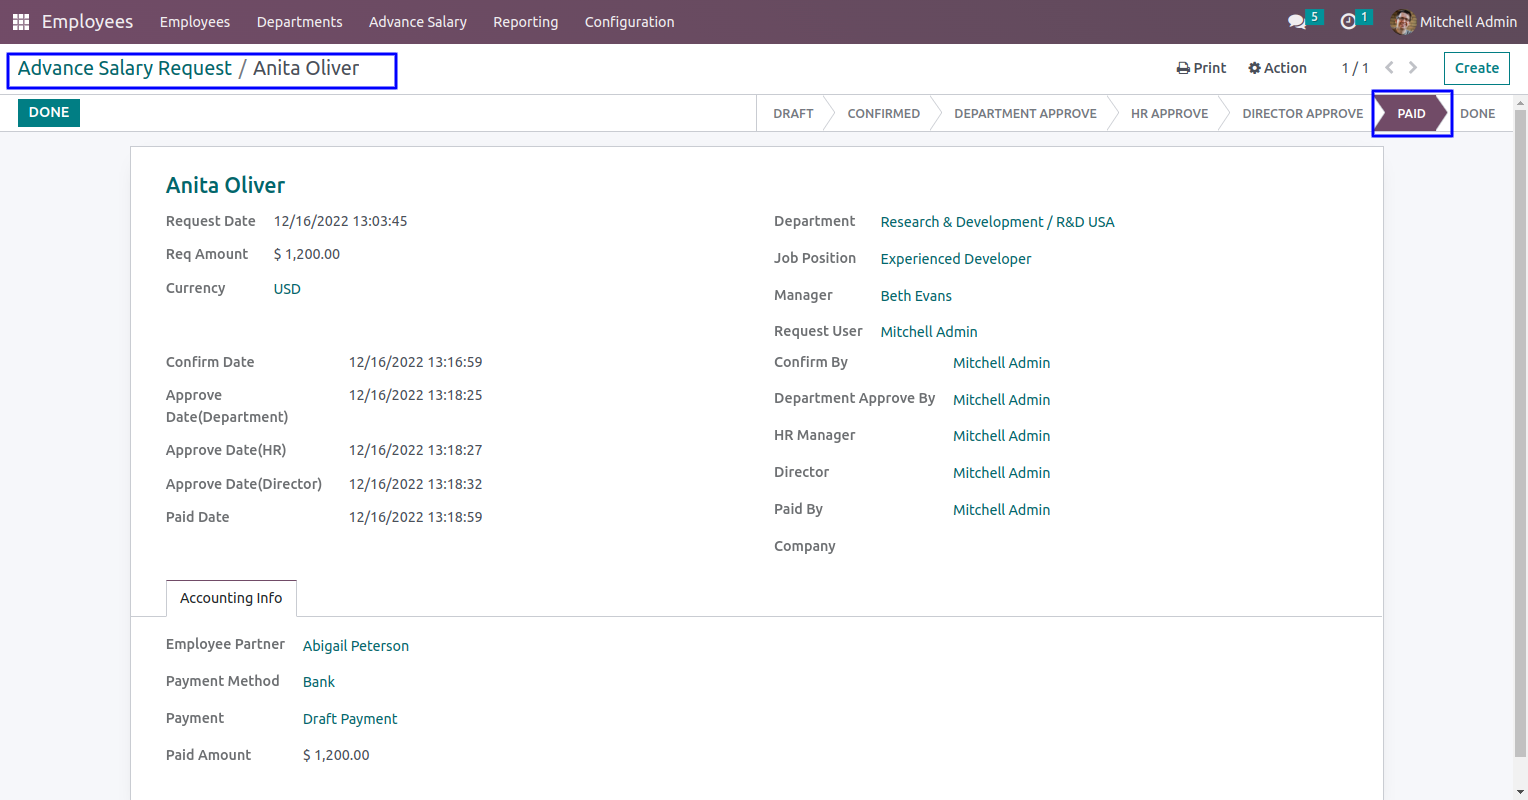 Employees Employees Departments Advance Salary Reporting Configuration 5 1 Mitchell Admin
Advance Salary Request / Anita Oliver Print Action 1 / 1 Create
DONE DRAFT CONFIRMED DEPARTMENT APPROVE HR APPROVE DIRECTOR APPROVE PAID DONE
Anita Oliver
Request Date 12/16/2022 13:03:45 Department Research & Development / R&D USA
Req Amount $ 1,200.00 Job Position Experienced Developer
Currency USD Manager Beth Evans
Request User Mitchell Admin
Confirm Date 12/16/2022 13:16:59 Confirm By Mitchell Admin
Approve 12/16/2022 13:18:25 Department Approve By Mitchell Admin
Date(Department)
Approve Date(HR) 12/16/2022 13:18:27 HR Manager Mitchell Admin
Approve Date(Director) 12/16/2022 13:18:32 Director Mitchell Admin
Paid Date 12/16/2022 13:18:59 Paid By Mitchell Admin
Company
Accounting Info
Employee Partner Abigail Peterson
Payment Method Bank
Payment Draft Payment
Paid Amount $ 1,200.00